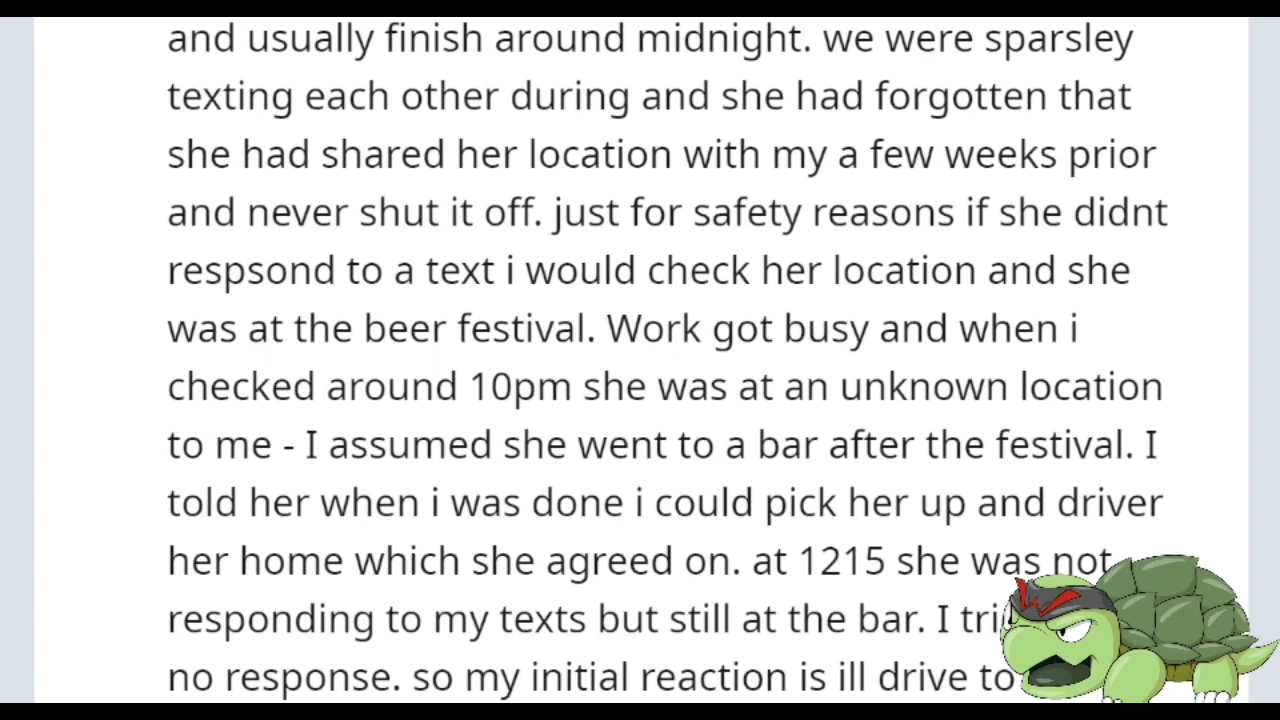 and usually finish around midnight. we were sparsley
texting each other during and she had forgotten that
she had shared her location with my a few weeks prior
and never shut it off. just for safety reasons if she didnt
respsond to a text i would check her location and she
was at the beer festival. Work got busy and when i
checked around 10pm she was at an unknown location
to me - I assumed she went to a bar after the festival. I
told her when i was done i could pick her up and driver
her home which she agreed on. at 1215 she was not
responding to my texts but still at the bar. I
no response. so my initial reaction is ill drive to